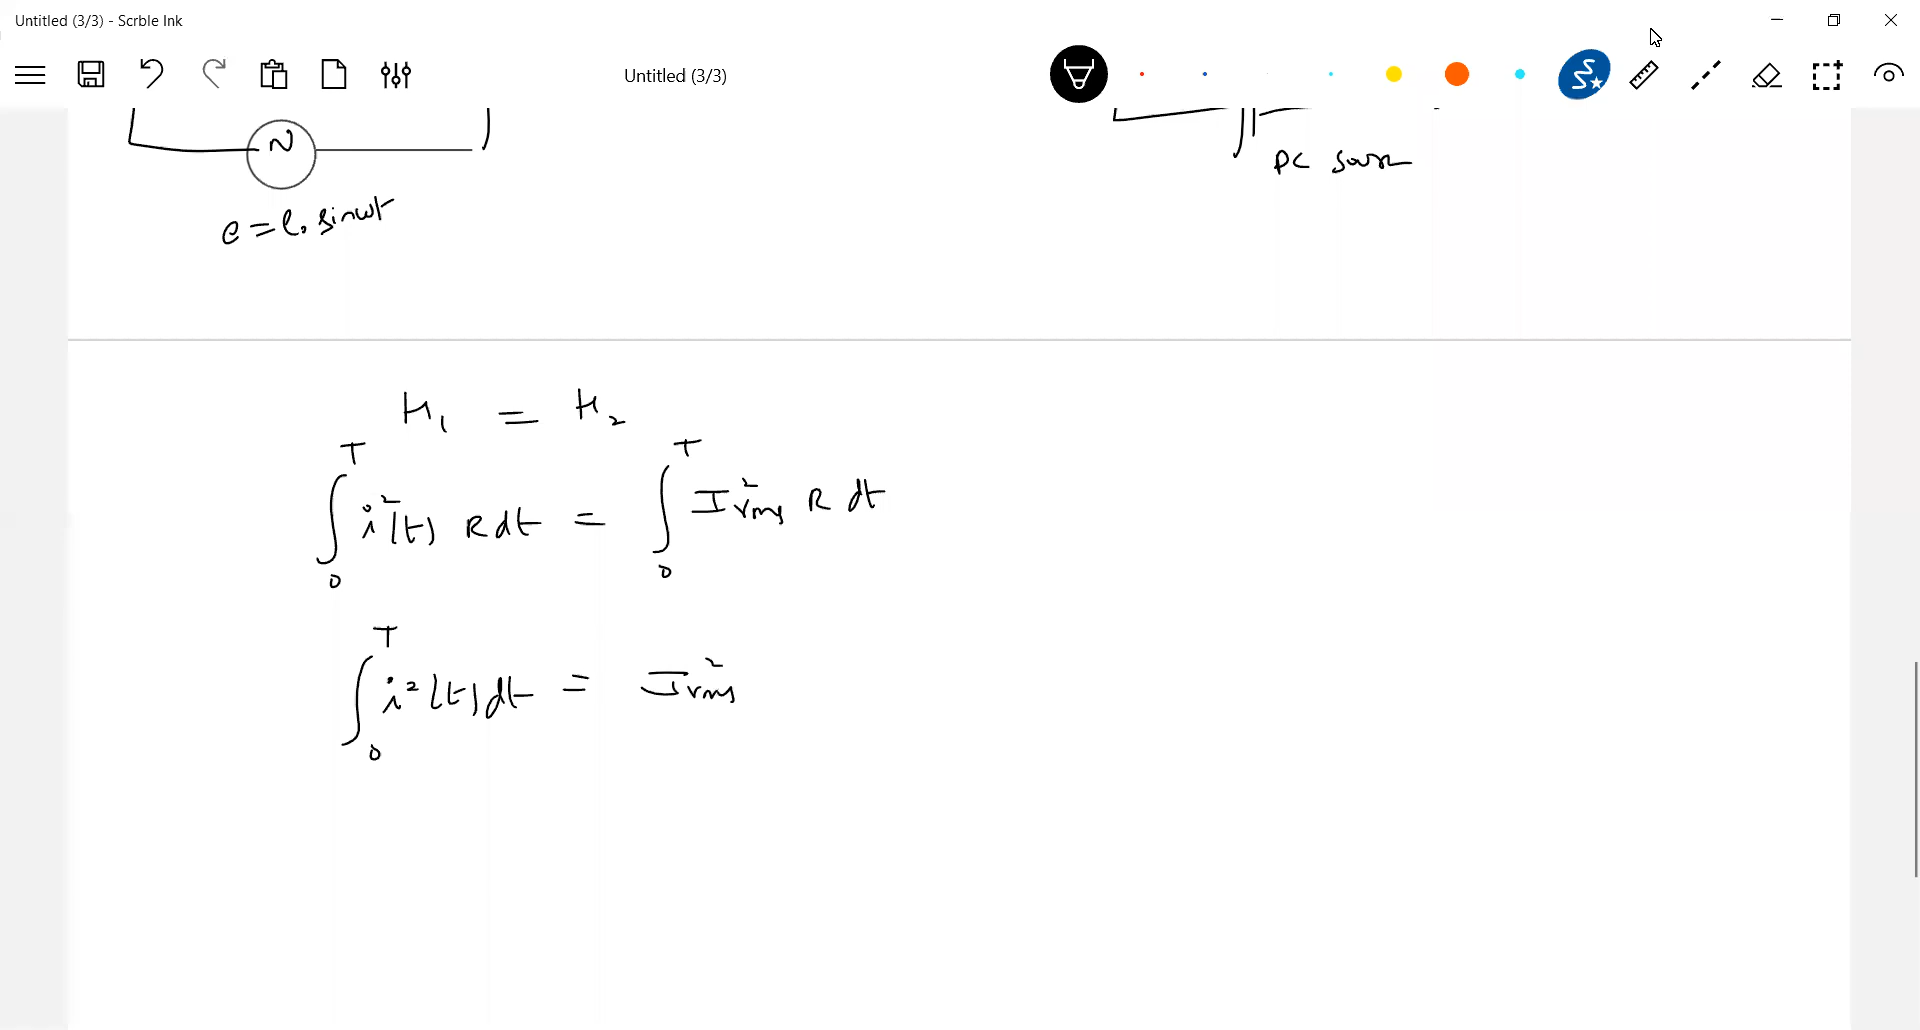 Untitled (3/3) - Scrble Ink
Untitled (3/3)
N
DC
e = e₀ sinωt
H₁ = H₂
∫₀ᵀ i²(t) R dt = ∫₀ᵀ I²rms R dt
∫₀ᵀ i²(t) dt = I²rms